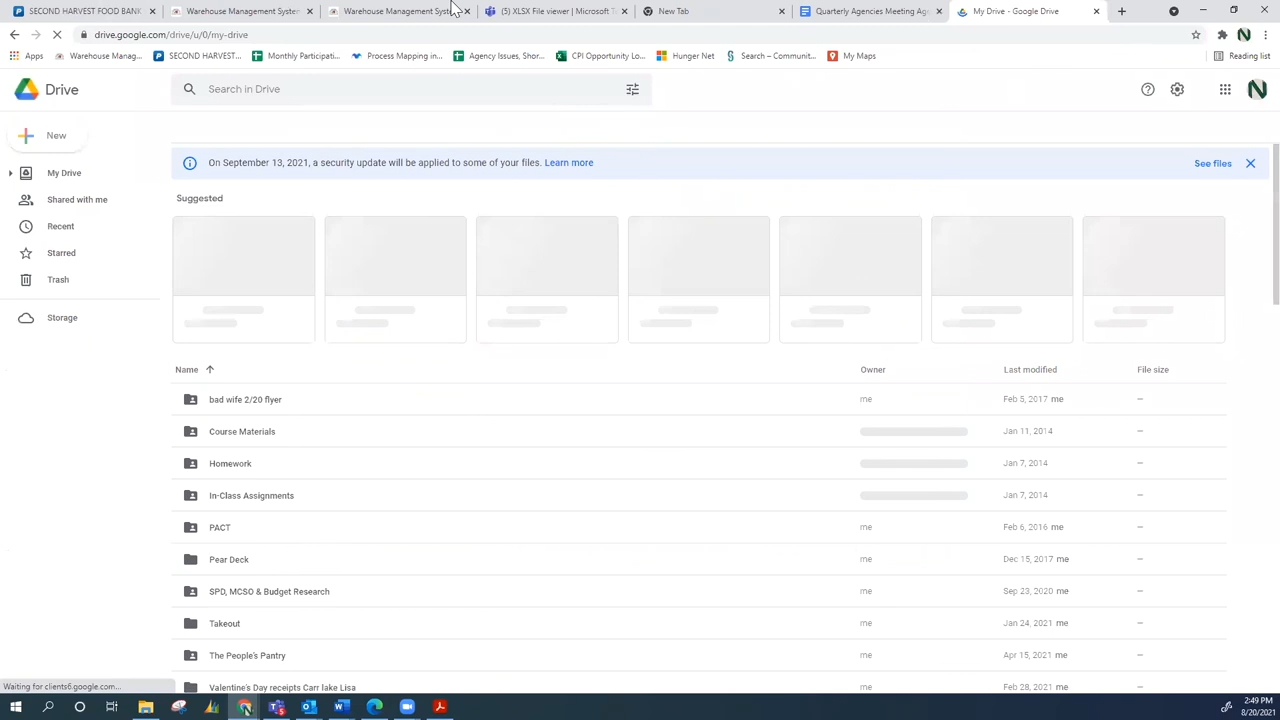 SECOND HARVEST FOOD BANK
Warehouse Management System
Warehouse Management Syst
(5) XLSX File viewer | Microsoft T
New Tab
Quarterly Agencies Meeting Age
My Drive - Google Drive
drive.google.com/drive/u/0/my-drive
Apps
Warehouse Manag...
SECOND HARVEST...
Monthly Participati...
Process Mapping in...
Agency Issues, Sho...
CPI Opportunity Lo...
Hunger Net
Search – Communit...
My Maps
Reading list
Drive
Search in Drive
New
On September 13, 2021, a security update will be applied to some of your files. Learn more
See files
My Drive
Shared with me
Recent
Starred
Trash
Storage
Suggested
Name
Owner
Last modified
File size
bad wife 2/20 flyer me Feb 5, 2017 me –
Course Materials Jan 11, 2014 –
Homework Jan 7, 2014 –
In-Class Assignments Jan 7, 2014 –
PACT me Feb 6, 2016 me –
Pear Deck me Dec 15, 2017 me –
SPD, MCSO & Budget Research me Sep 23, 2020 me –
Takeout me Jan 24, 2021 me –
The People's Pantry me Apr 15, 2021 me –
Valentine's Day receipts Carr lake Lisa me Feb 28, 2021 me –
Waiting for clients6.google.com...
2:49 PM
8/20/2021